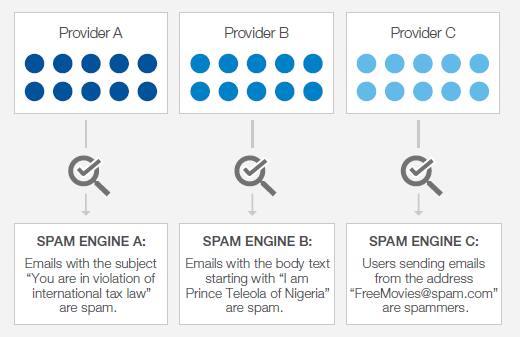 Provider A
Provider B
Provider C
SPAM ENGINE A:
Emails with the subject
“You are in violation of
international tax law”
are spam.
SPAM ENGINE B:
Emails with the body text
starting with “I am
Prince Teleola of Nigeria”
are spam.
SPAM ENGINE C:
Users sending emails
from the address
“FreeMovies@spam.com”
are spammers.